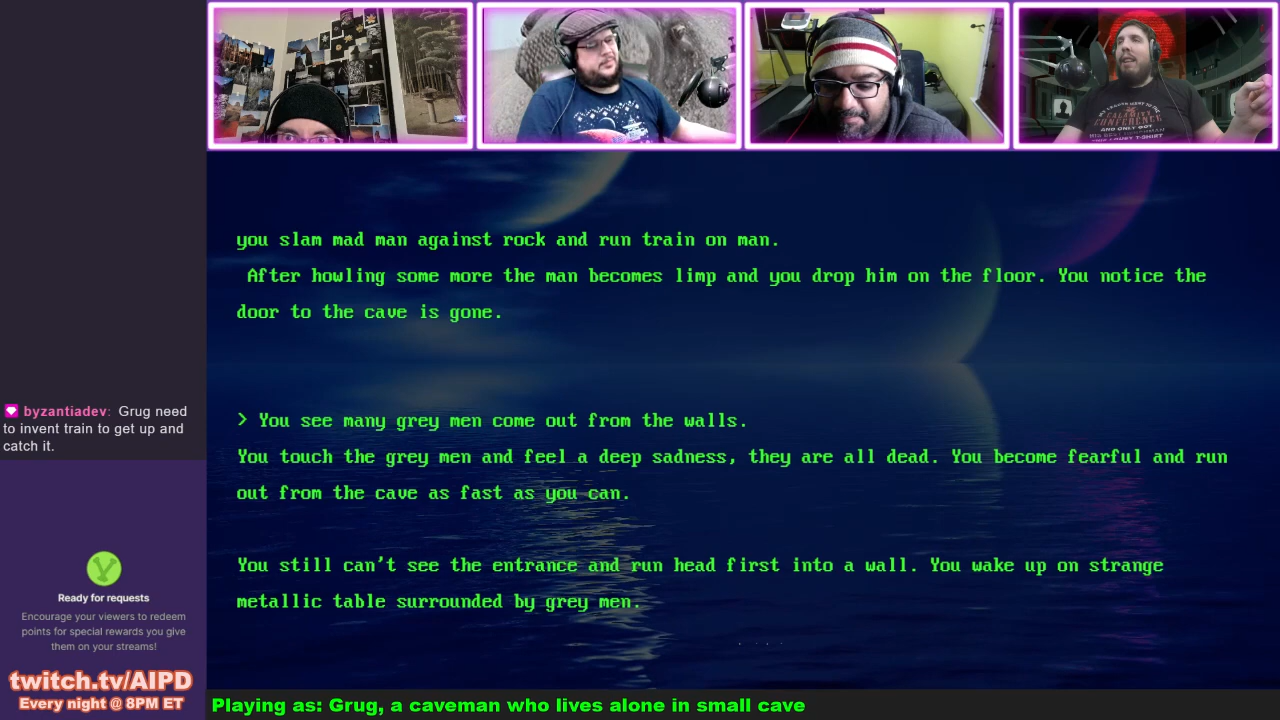 CONFERENCE
AND ONLY GOT
you slam mad man against rock and run train on man.
After howling some more the man becomes limp and you drop him on the floor. You notice the
door to the cave is gone.
> You see many grey men come out from the walls.
You touch the grey men and feel a deep sadness, they are all dead. You become fearful and run
out from the cave as fast as you can.
You still can't see the entrance and run head first into a wall. You wake up on strange
metallic table surrounded by grey men.
byzantiadev: Grug need
to invent train to get up and
catch it.
Ready for requests
Encourage your viewers to redeem
points for special rewards you give
them on your streams!
twitch.tv/AIPD
Every night @ 8PM ET
Playing as: Grug, a caveman who lives alone in small cave